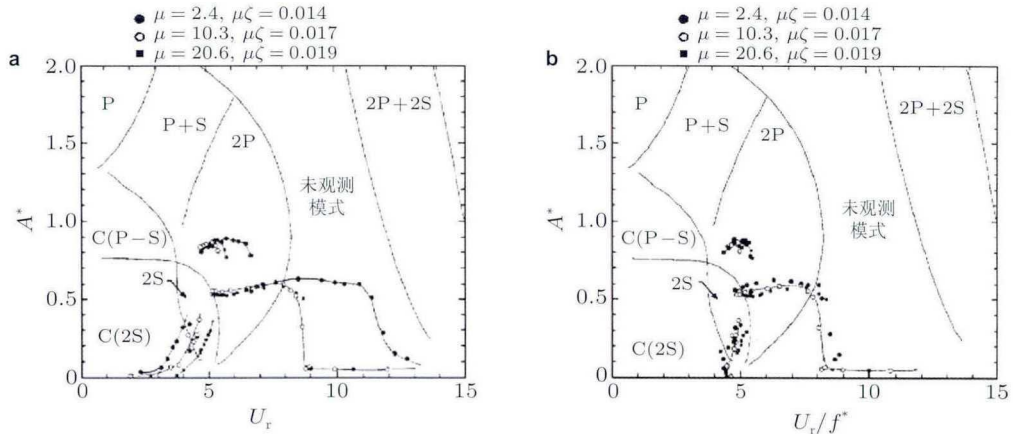 ● μ = 2.4, μζ = 0.014
○ μ = 10.3, μζ = 0.017
■ μ = 20.6, μζ = 0.019
a
2.0
P
2P+2S
P+S
2P
1.5
未观测
模式
A*
1.0
C(P−S)
2S
0.5
C(2S)
0
0 5 10 15
U_r
● μ = 2.4, μζ = 0.014
○ μ = 10.3, μζ = 0.017
■ μ = 20.6, μζ = 0.019
b
2.0
P
2P+2S
P+S
2P
1.5
未观测
模式
A*
1.0
C(P−S)
2S
0.5
C(2S)
0
0 5 10 15
U_r/f*